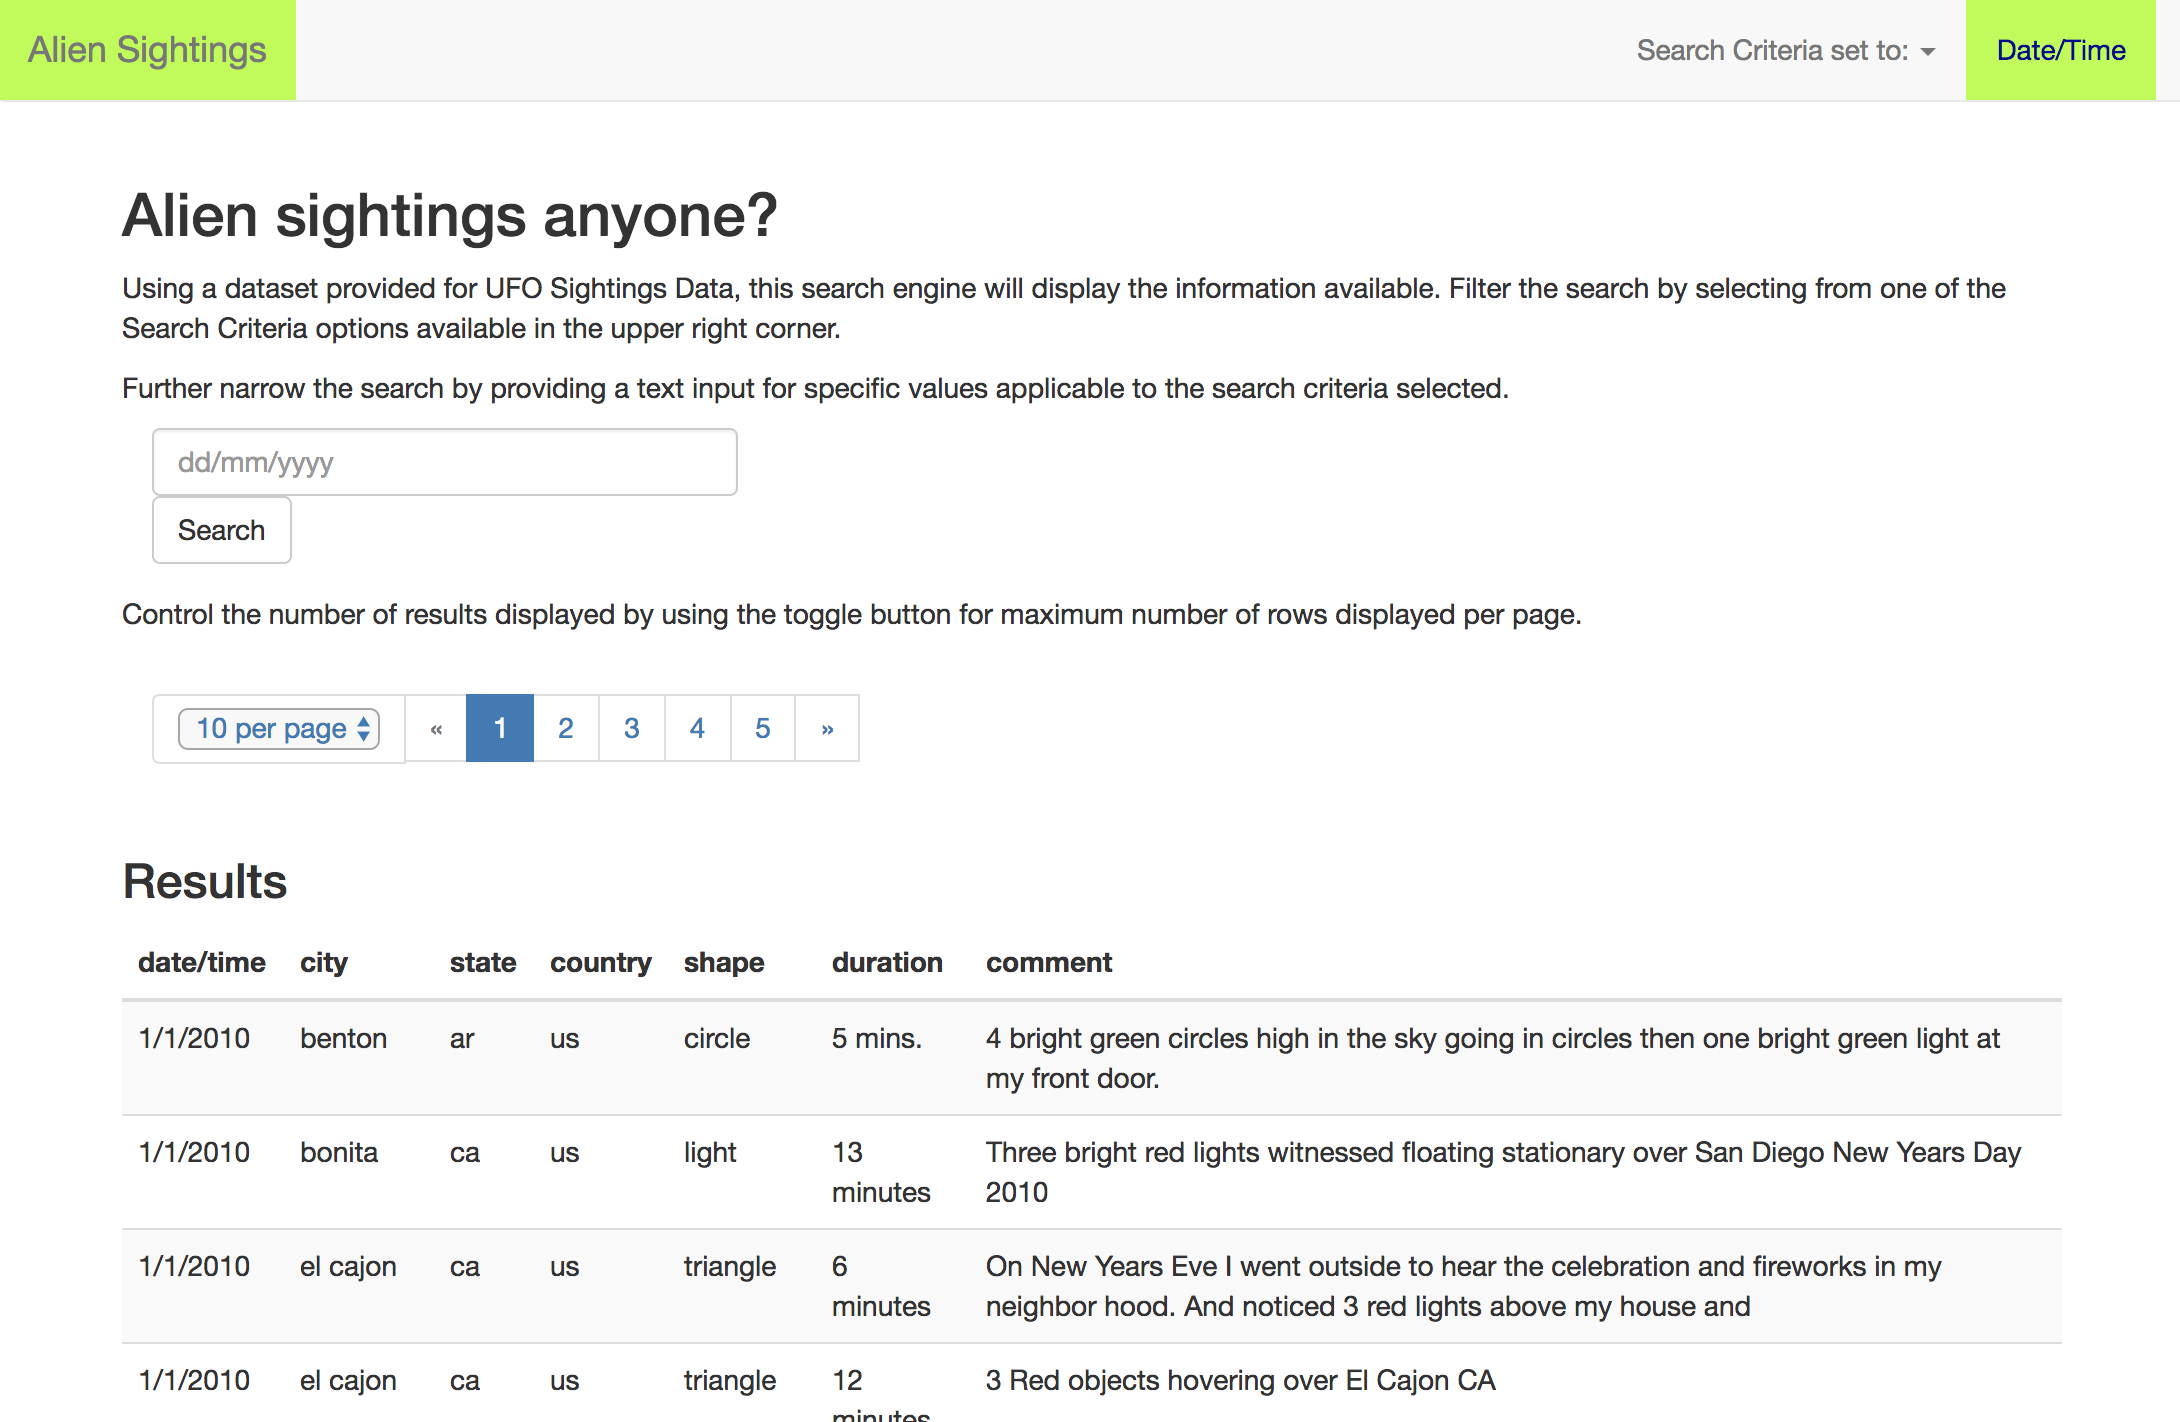 Alien Sightings
Search Criteria set to:
Date/Time
Alien sightings anyone?
Using a dataset provided for UFO Sightings Data, this search engine will display the information available. Filter the search by selecting from one of the
Search Criteria options available in the upper right corner.
Further narrow the search by providing a text input for specific values applicable to the search criteria selected.
dd/mm/yyyy
Search
Control the number of results displayed by using the toggle button for maximum number of rows displayed per page.
10 per page « 1 2 3 4 5 »
Results
date/time city state country shape duration comment
1/1/2010 benton ar us circle 5 mins. 4 bright green circles high in the sky going in circles then one bright green light at
my front door.
1/1/2010 bonita ca us light 13 Three bright red lights witnessed floating stationary over San Diego New Years Day
minutes 2010
1/1/2010 el cajon ca us triangle 6 On New Years Eve I went outside to hear the celebration and fireworks in my
minutes neighbor hood. And noticed 3 red lights above my house and
1/1/2010 el cajon ca us triangle 12 3 Red objects hovering over El Cajon CA
minutes